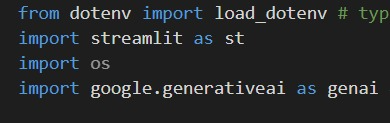 from dotenv import load_dotenv # typ
import streamlit as st
import os
import google.generativeai as genai